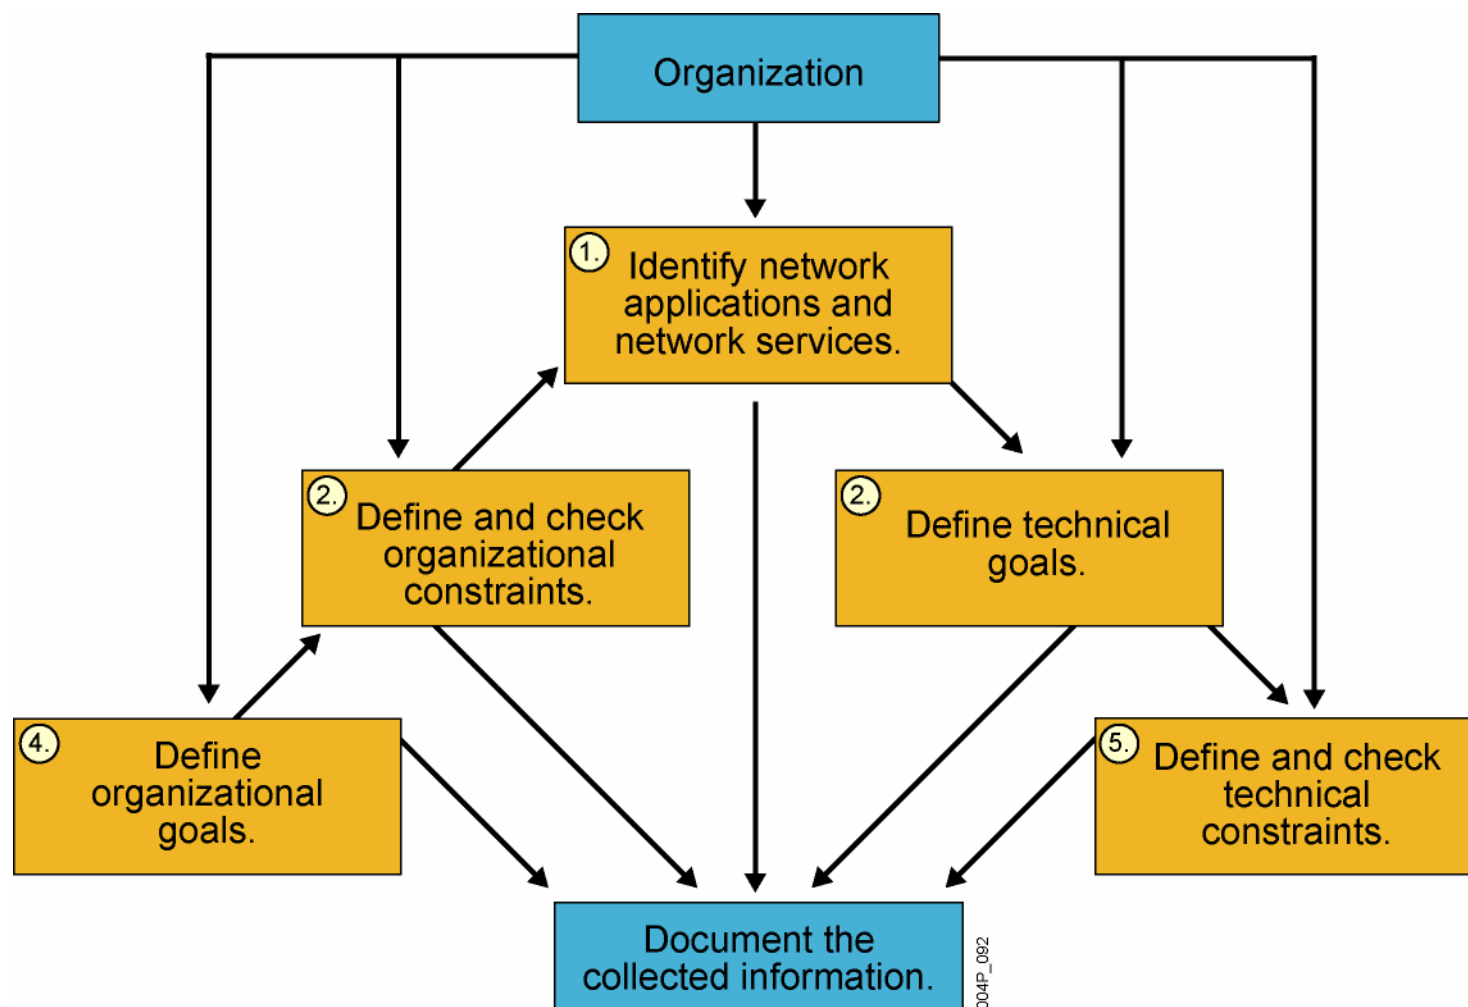 Organization
1.
Identify network
applications and
network services.
2.
Define and check
organizational
constraints.
2.
Define technical
goals.
4.
Define
organizational
goals.
5.
Define and check
technical
constraints.
Document the
collected information.
004P_092